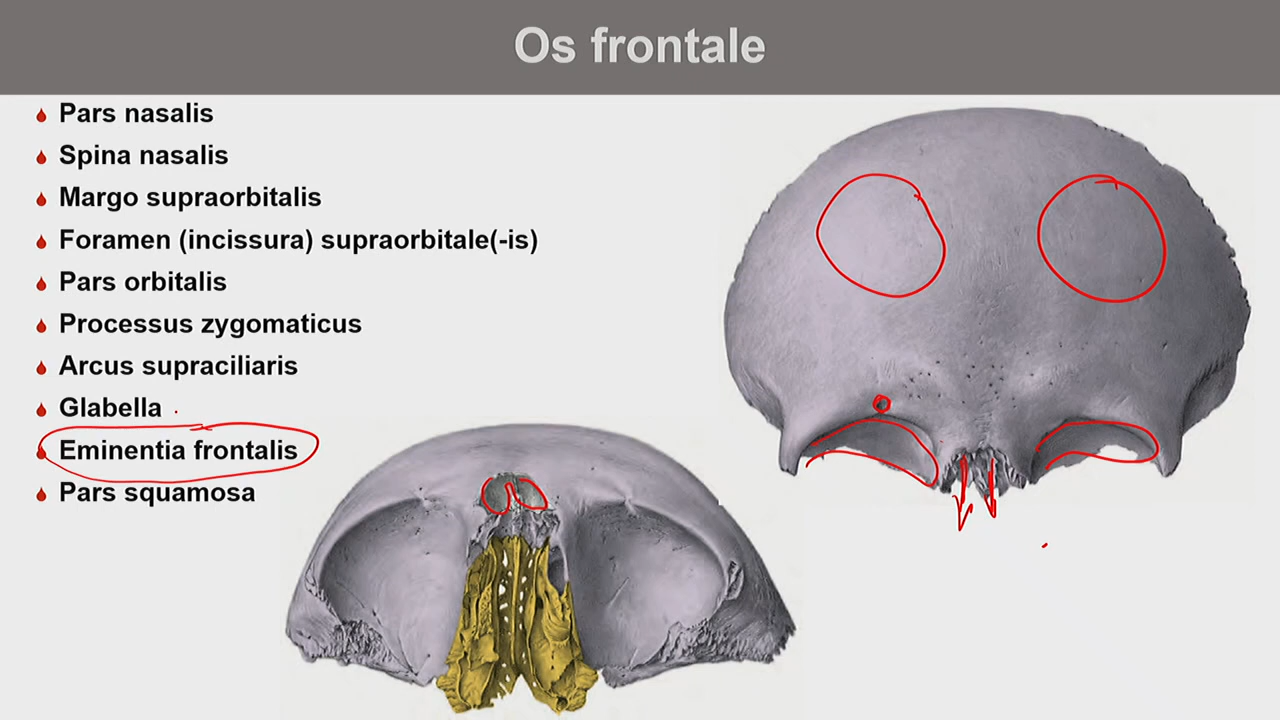 Os frontale
Pars nasalis
Spina nasalis
Margo supraorbitalis
Foramen (incissura) supraorbitale(-is)
Pars orbitalis
Processus zygomaticus
Arcus supraciliaris
Glabella
Eminentia frontalis
Pars squamosa